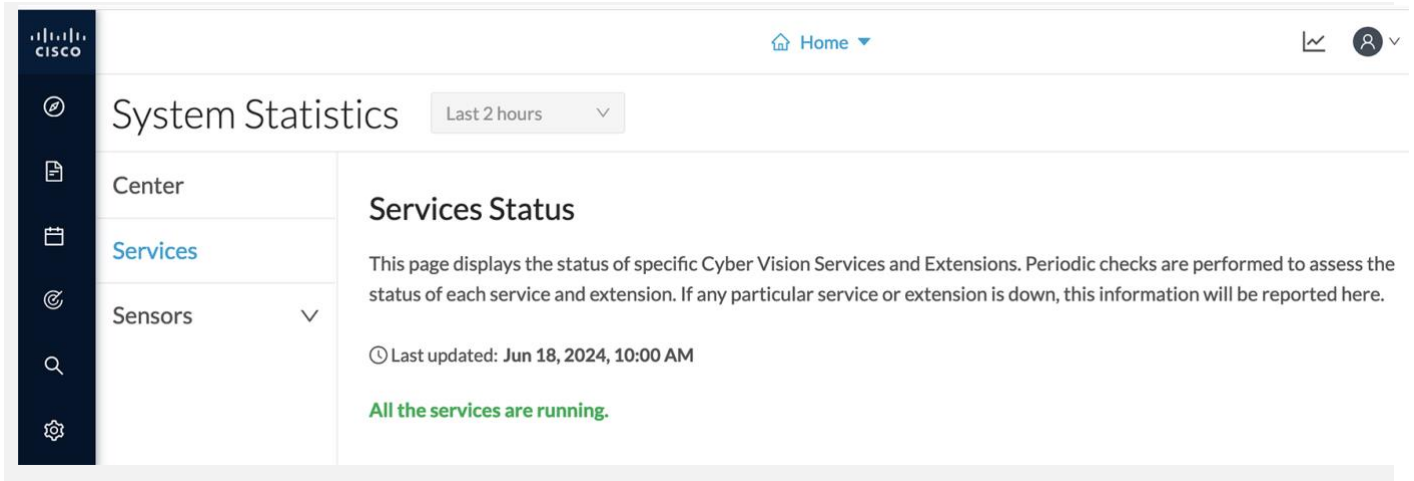 CISCO
Home
System Statistics
Last 2 hours
Center
Services
Sensors
Services Status
This page displays the status of specific Cyber Vision Services and Extensions. Periodic checks are performed to assess the
status of each service and extension. If any particular service or extension is down, this information will be reported here.
Last updated: Jun 18, 2024, 10:00 AM
All the services are running.